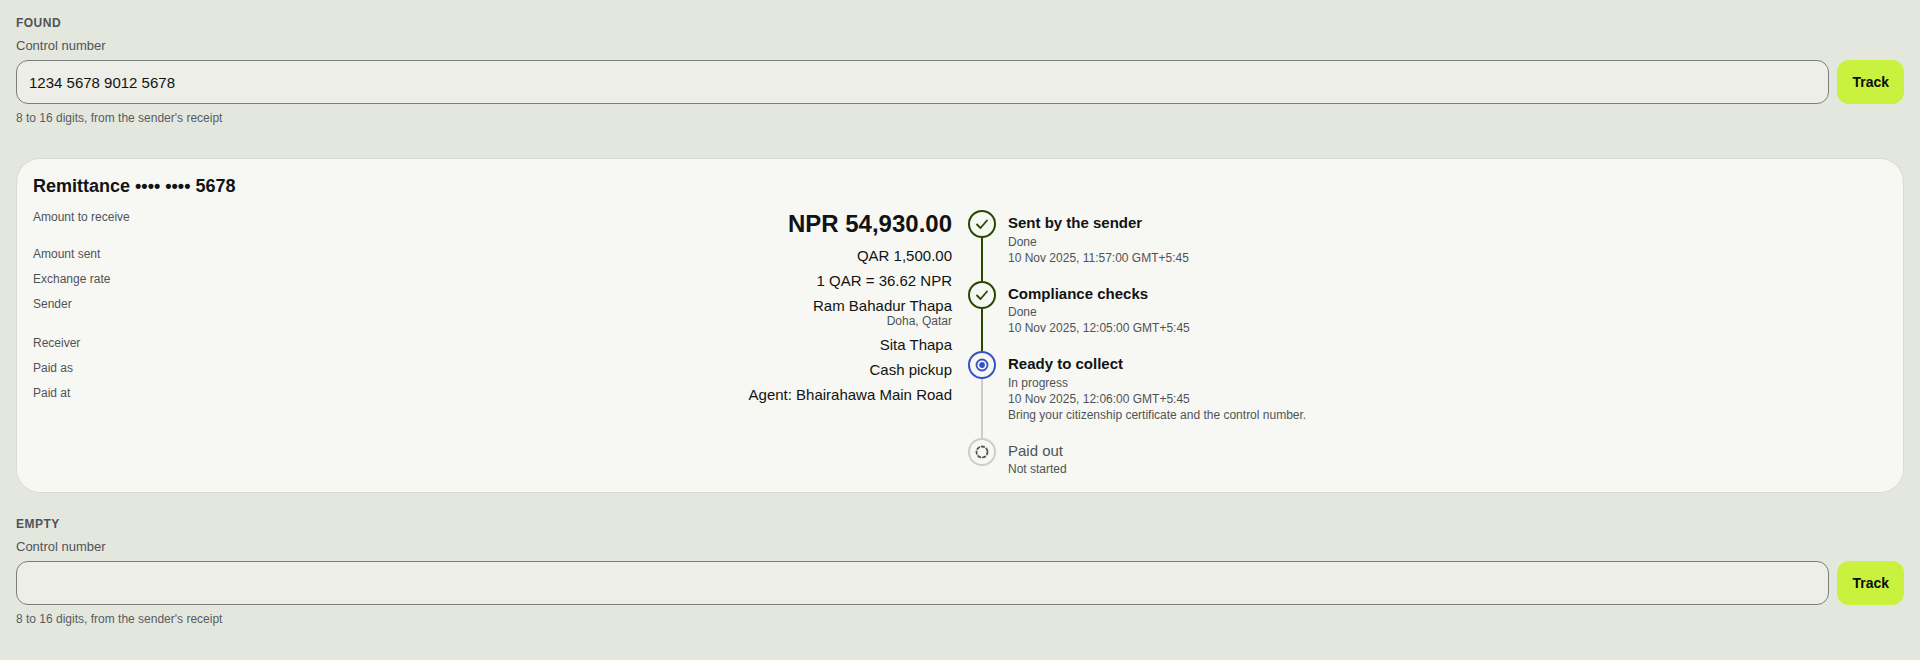 FOUND
Control number
1234 5678 9012 5678
Track
8 to 16 digits, from the sender's receipt
Remittance •••• •••• 5678
Amount to receive
NPR 54,930.00
Amount sent
QAR 1,500.00
Exchange rate
1 QAR = 36.62 NPR
Sender
Ram Bahadur Thapa
Doha, Qatar
Receiver
Sita Thapa
Paid as
Cash pickup
Paid at
Agent: Bhairahawa Main Road
Sent by the sender
Done
10 Nov 2025, 11:57:00 GMT+5:45
Compliance checks
Done
10 Nov 2025, 12:05:00 GMT+5:45
Ready to collect
In progress
10 Nov 2025, 12:06:00 GMT+5:45
Bring your citizenship certificate and the control number.
Paid out
Not started
EMPTY
Control number
Track
8 to 16 digits, from the sender's receipt